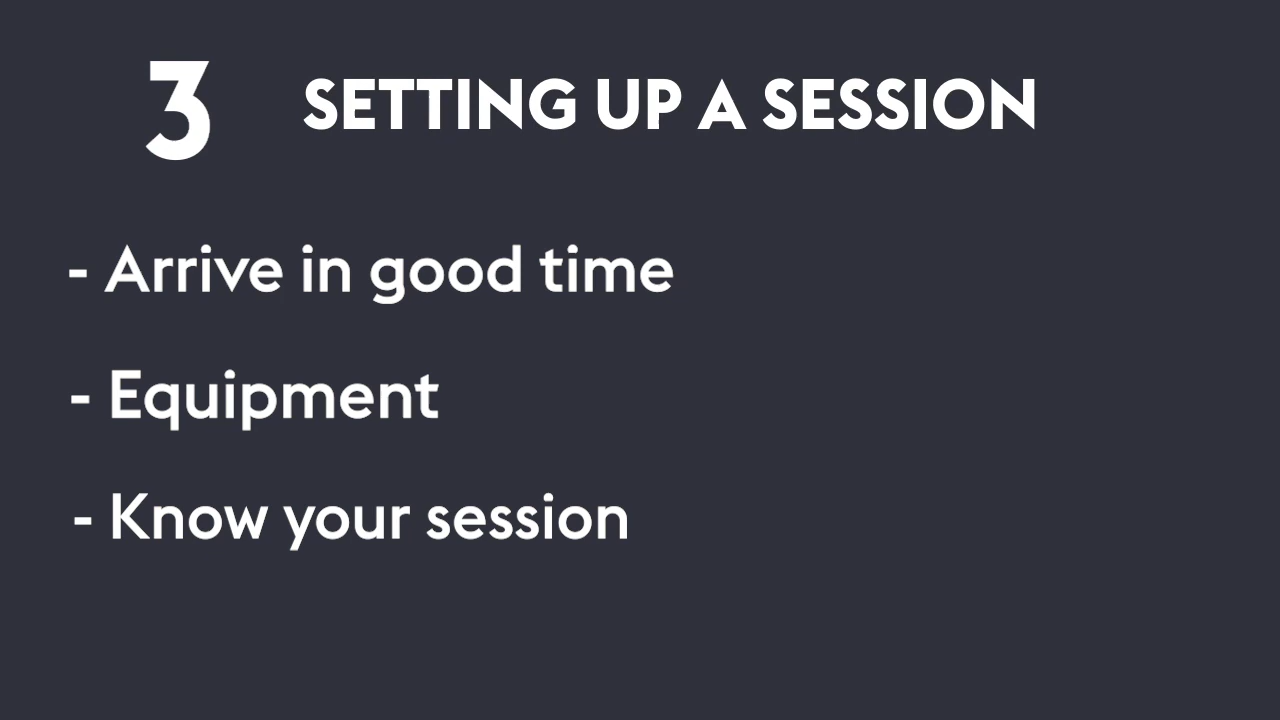 3 SETTING UP A SESSION
- Arrive in good time
- Equipment
- Know your session